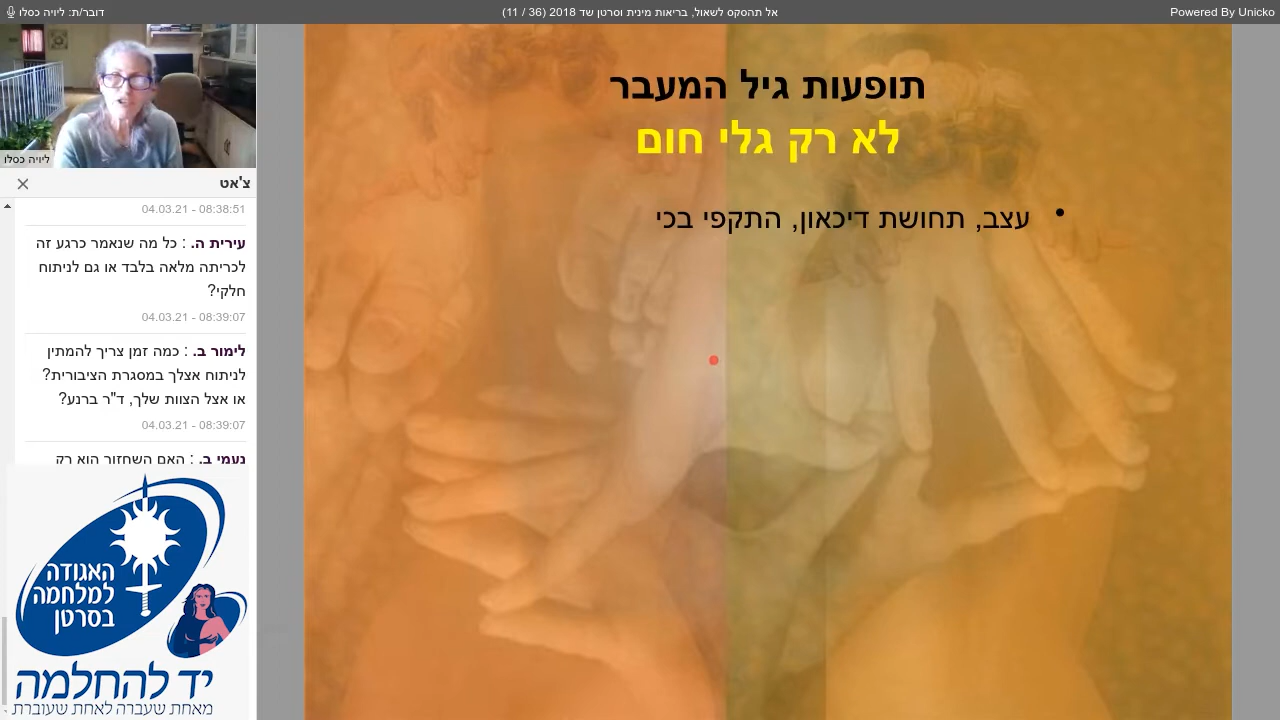 דובר/ת: ליויה כסלו
אל תהססו לשאול, בריאות מינית וסרטן שד 2018 (36 / 11)
Powered By Unicko
ליויה כסלו
צ'אט
04.03.21 - 08:38:51
עירית ה. : כל מה שנאמר כרגע זה
לכריתה מלאה בלבד או גם לניתוח
חלקי?
04.03.21 - 08:39:07
לימור ב. : כמה זמן צריך להמתין
לניתוח אצלך במסגרת הציבורית?
או אצל הצוות שלך, ד"ר ברנע?
04.03.21 - 08:39:07
נעמי ב. : האם השחזור הוא רק
האגודה
למלחמה
בסרטן
יד להחלמה
מאחת שעברה לאחת שעוברת
תופעות גיל המעבר
לא רק גלי חום
• עצב, תחושת דיכאון, התקפי בכי